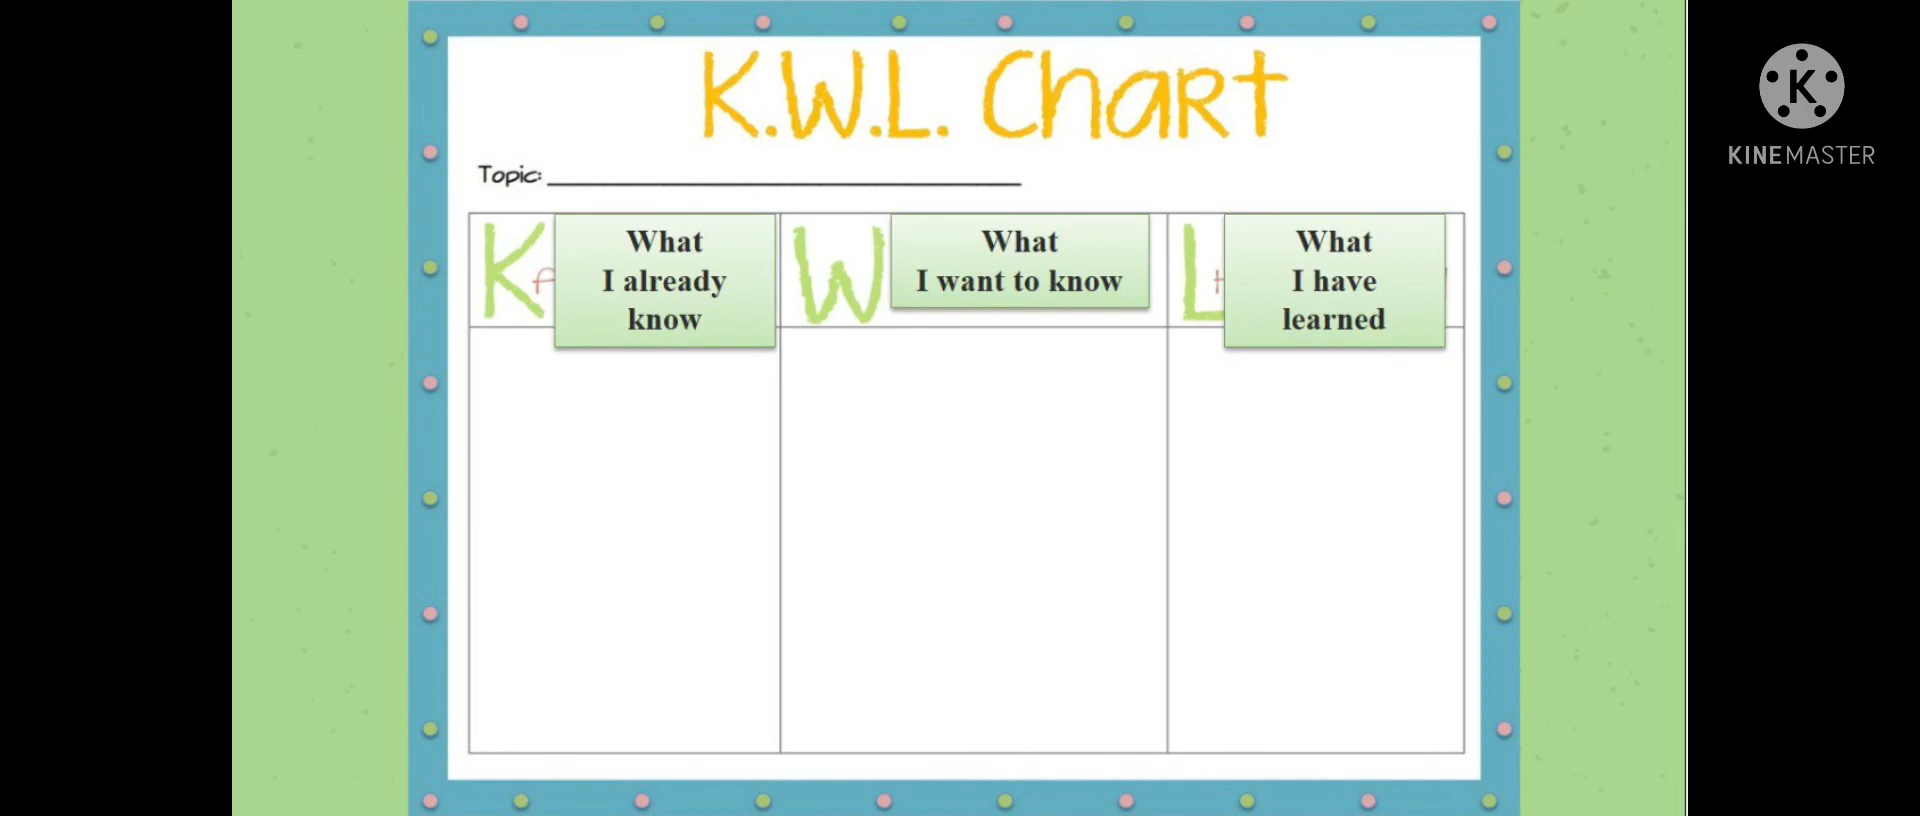 K.W.L. Chart
Topic:
K
What
I already
know
W
What
I want to know
L
What
I have
learned
K
KINEMASTER